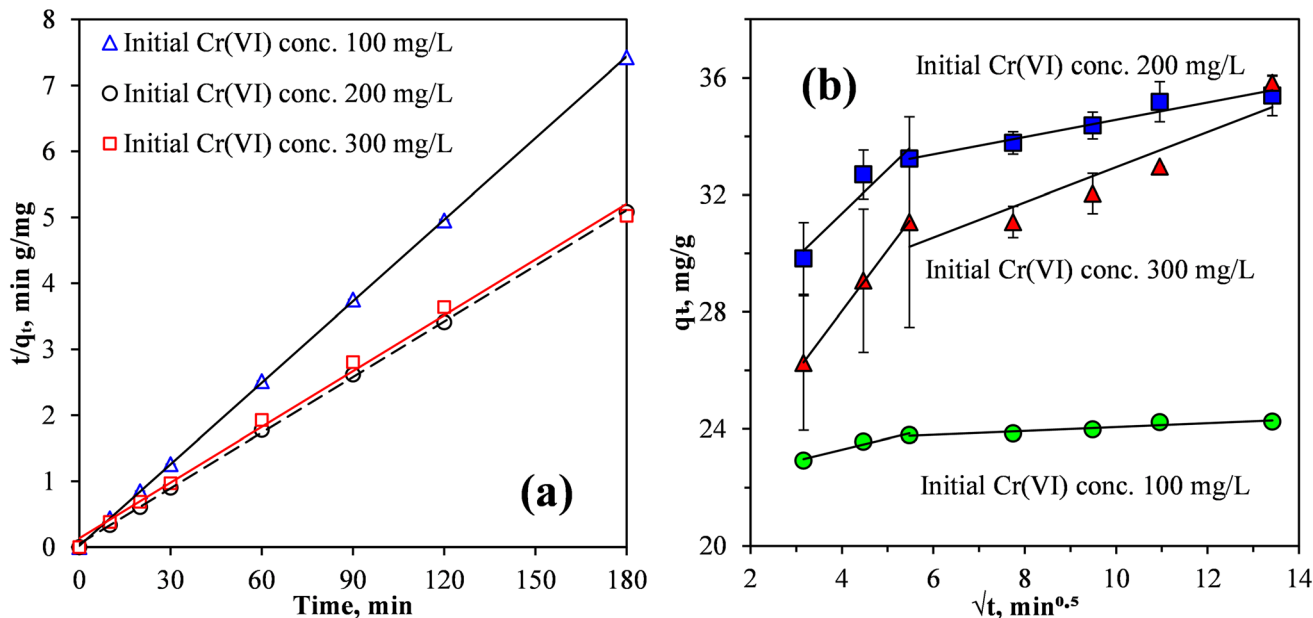 8
7
6
5
4
3
2
1
0
t/qt, min g/mg
Initial Cr(VI) conc. 100 mg/L
Initial Cr(VI) conc. 200 mg/L
Initial Cr(VI) conc. 300 mg/L
(a)
0 30 60 90 120 150 180
Time, min
36
32
28
24
20
qt, mg/g
(b)
Initial Cr(VI) conc. 200 mg/L
Initial Cr(VI) conc. 300 mg/L
Initial Cr(VI) conc. 100 mg/L
2 4 6 8 10 12 14
√t, min⁰·⁵